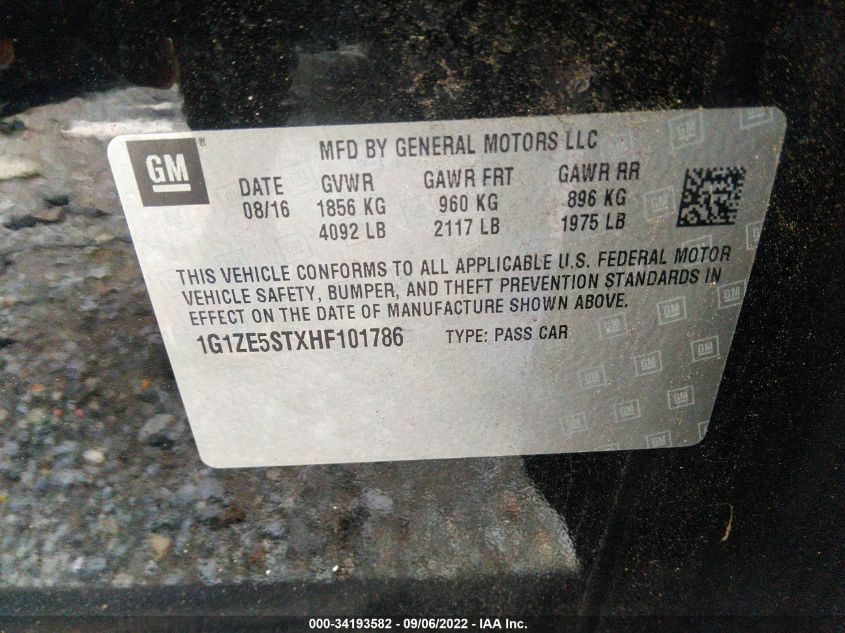 GM
®
MFD BY GENERAL MOTORS LLC
DATE GVWR GAWR FRT GAWR RR
08/16 1856 KG 960 KG 896 KG
4092 LB 2117 LB 1975 LB
THIS VEHICLE CONFORMS TO ALL APPLICABLE U.S. FEDERAL MOTOR
VEHICLE SAFETY, BUMPER, AND THEFT PREVENTION STANDARDS IN
EFFECT ON THE DATE OF MANUFACTURE SHOWN ABOVE.
1G1ZE5STXHF101786 TYPE: PASS CAR
000-34193582 / 09/06/2022 - IAA Inc.